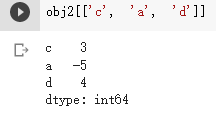 obj2[['c', 'a', 'd']]
c    3
a   -5
d    4
dtype: int64